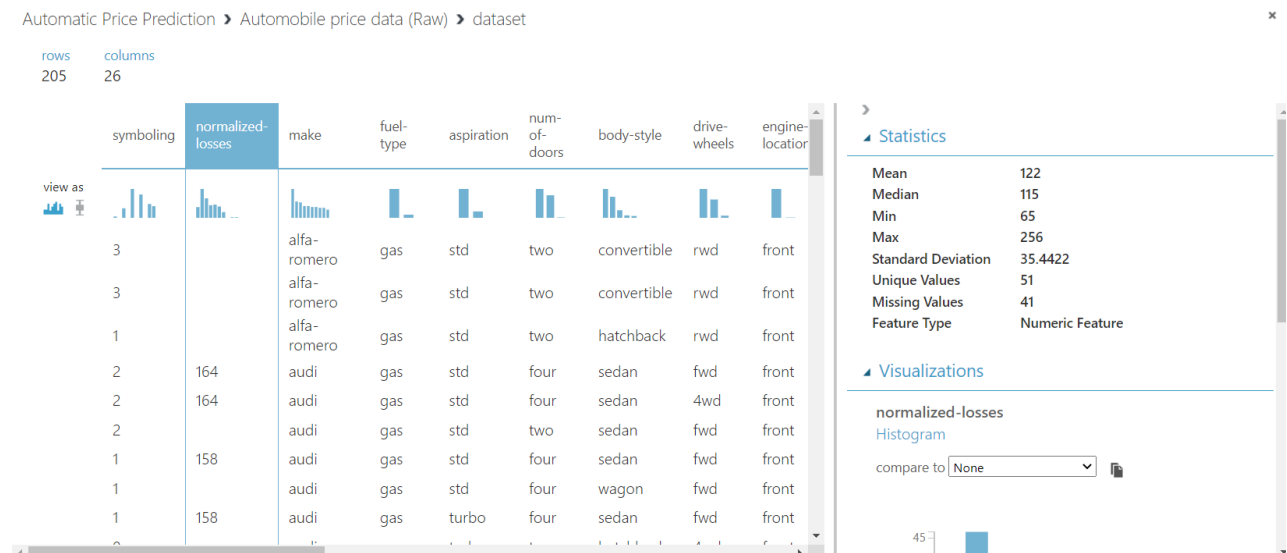 Automatic Price Prediction > Automobile price data (Raw) > dataset
rows columns
205 26
symboling normalized-losses make fuel-type aspiration num-of-doors body-style drive-wheels engine-location
view as
3 alfa-romero gas std two convertible rwd front
3 alfa-romero gas std two convertible rwd front
1 alfa-romero gas std two hatchback rwd front
2 164 audi gas std four sedan fwd front
2 164 audi gas std four sedan 4wd front
2 audi gas std two sedan fwd front
1 158 audi gas std four sedan fwd front
1 audi gas std four wagon fwd front
1 158 audi gas turbo four sedan fwd front
Statistics
Mean 122
Median 115
Min 65
Max 256
Standard Deviation 35.4422
Unique Values 51
Missing Values 41
Feature Type Numeric Feature
Visualizations
normalized-losses
Histogram
compare to None
45